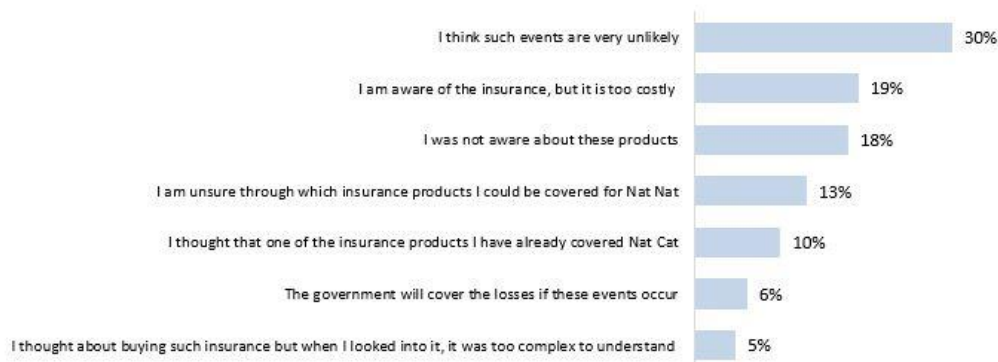 I think such events are very unlikely 30%
I am aware of the insurance, but it is too costly 19%
I was not aware about these products 18%
I am unsure through which insurance products I could be covered for Nat Nat 13%
I thought that one of the insurance products I have already covered Nat Cat 10%
The government will cover the losses if these events occur 6%
I thought about buying such insurance but when I looked into it, it was too complex to understand 5%